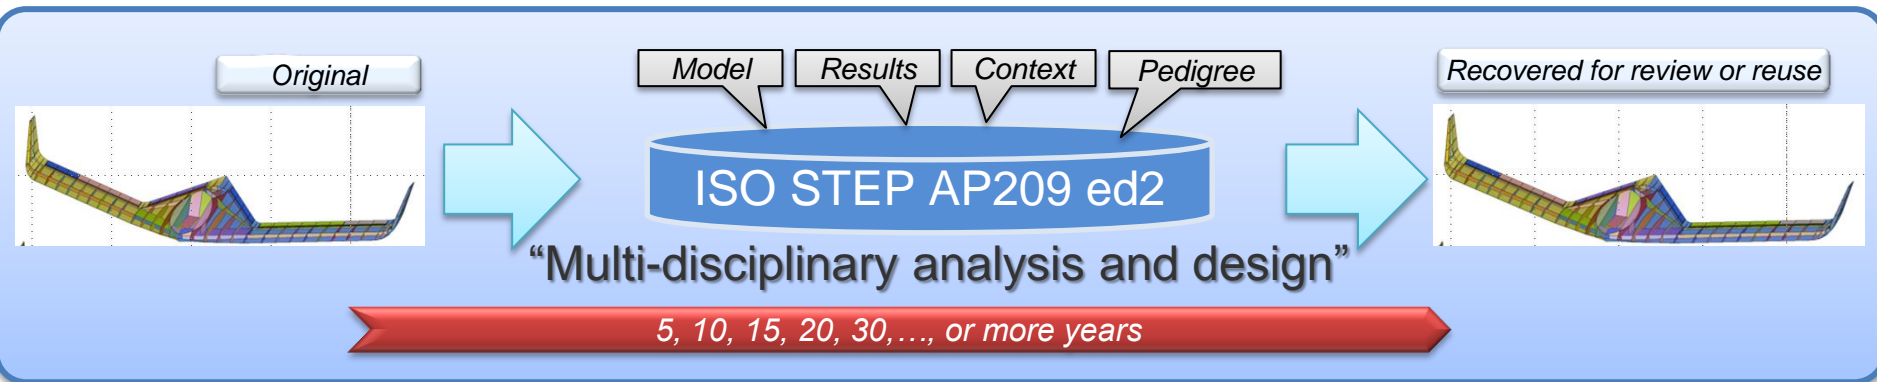 Original
Model
Results
Context
Pedigree
Recovered for review or reuse
ISO STEP AP209 ed2
“Multi-disciplinary analysis and design”
5, 10, 15, 20, 30,…, or more years